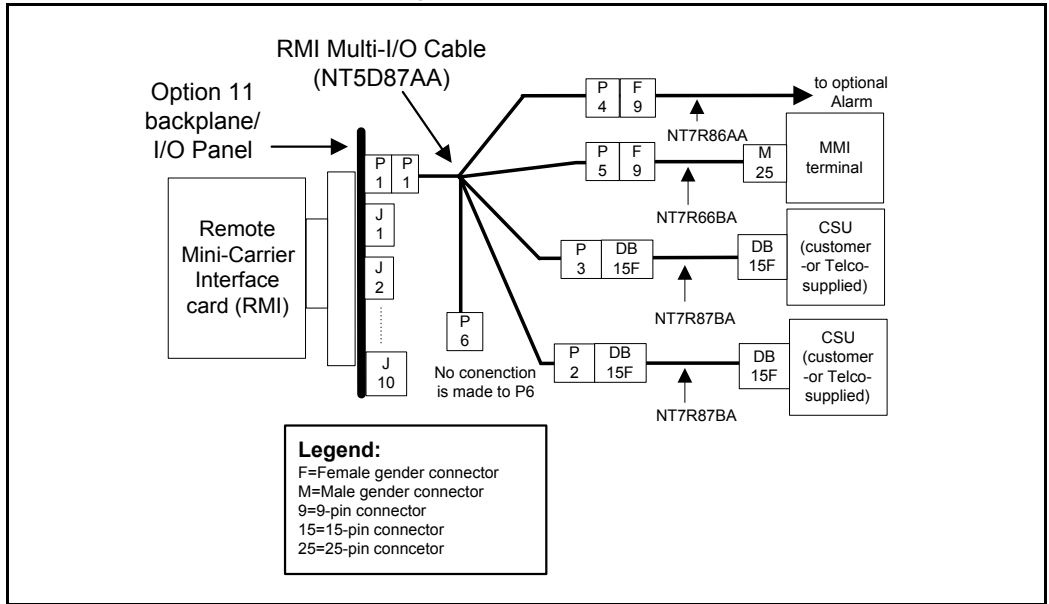 RMI Multi-I/O Cable
(NT5D87AA)
Option 11
backplane/
I/O Panel
Remote
Mini-Carrier
Interface
card (RMI)
P
1
P
1
J
1
J
2
J
10
P
4
F
9
NT7R86AA
to optional
Alarm
P
5
F
9
NT7R66BA
M
25
MMI
terminal
P
3
DB
15F
NT7R87BA
DB
15F
CSU
(customer
-or Telco-
supplied)
P
6
No conenction
is made to P6
P
2
DB
15F
NT7R87BA
DB
15F
CSU
(customer
-or Telco-
supplied)
Legend:
F=Female gender connector
M=Male gender connector
9=9-pin connector
15=15-pin connector
25=25-pin conncetor